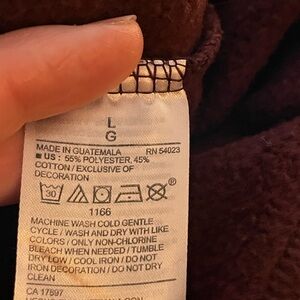 L
G
MADE IN GUATEMALA RN 54023
■ US : 55% POLYESTER, 45%
COTTON / EXCLUSIVE OF
DECORATION
30 ®
1166
MACHINE WASH COLD GENTLE
CYCLE / WASH AND DRY WITH LIKE
COLORS / ONLY NON-CHLORINE
BLEACH WHEN NEEDED / TUMBLE
DRY LOW / COOL IRON / DO NOT
IRON DECORATION / DO NOT DRY
CLEAN
CA 17897